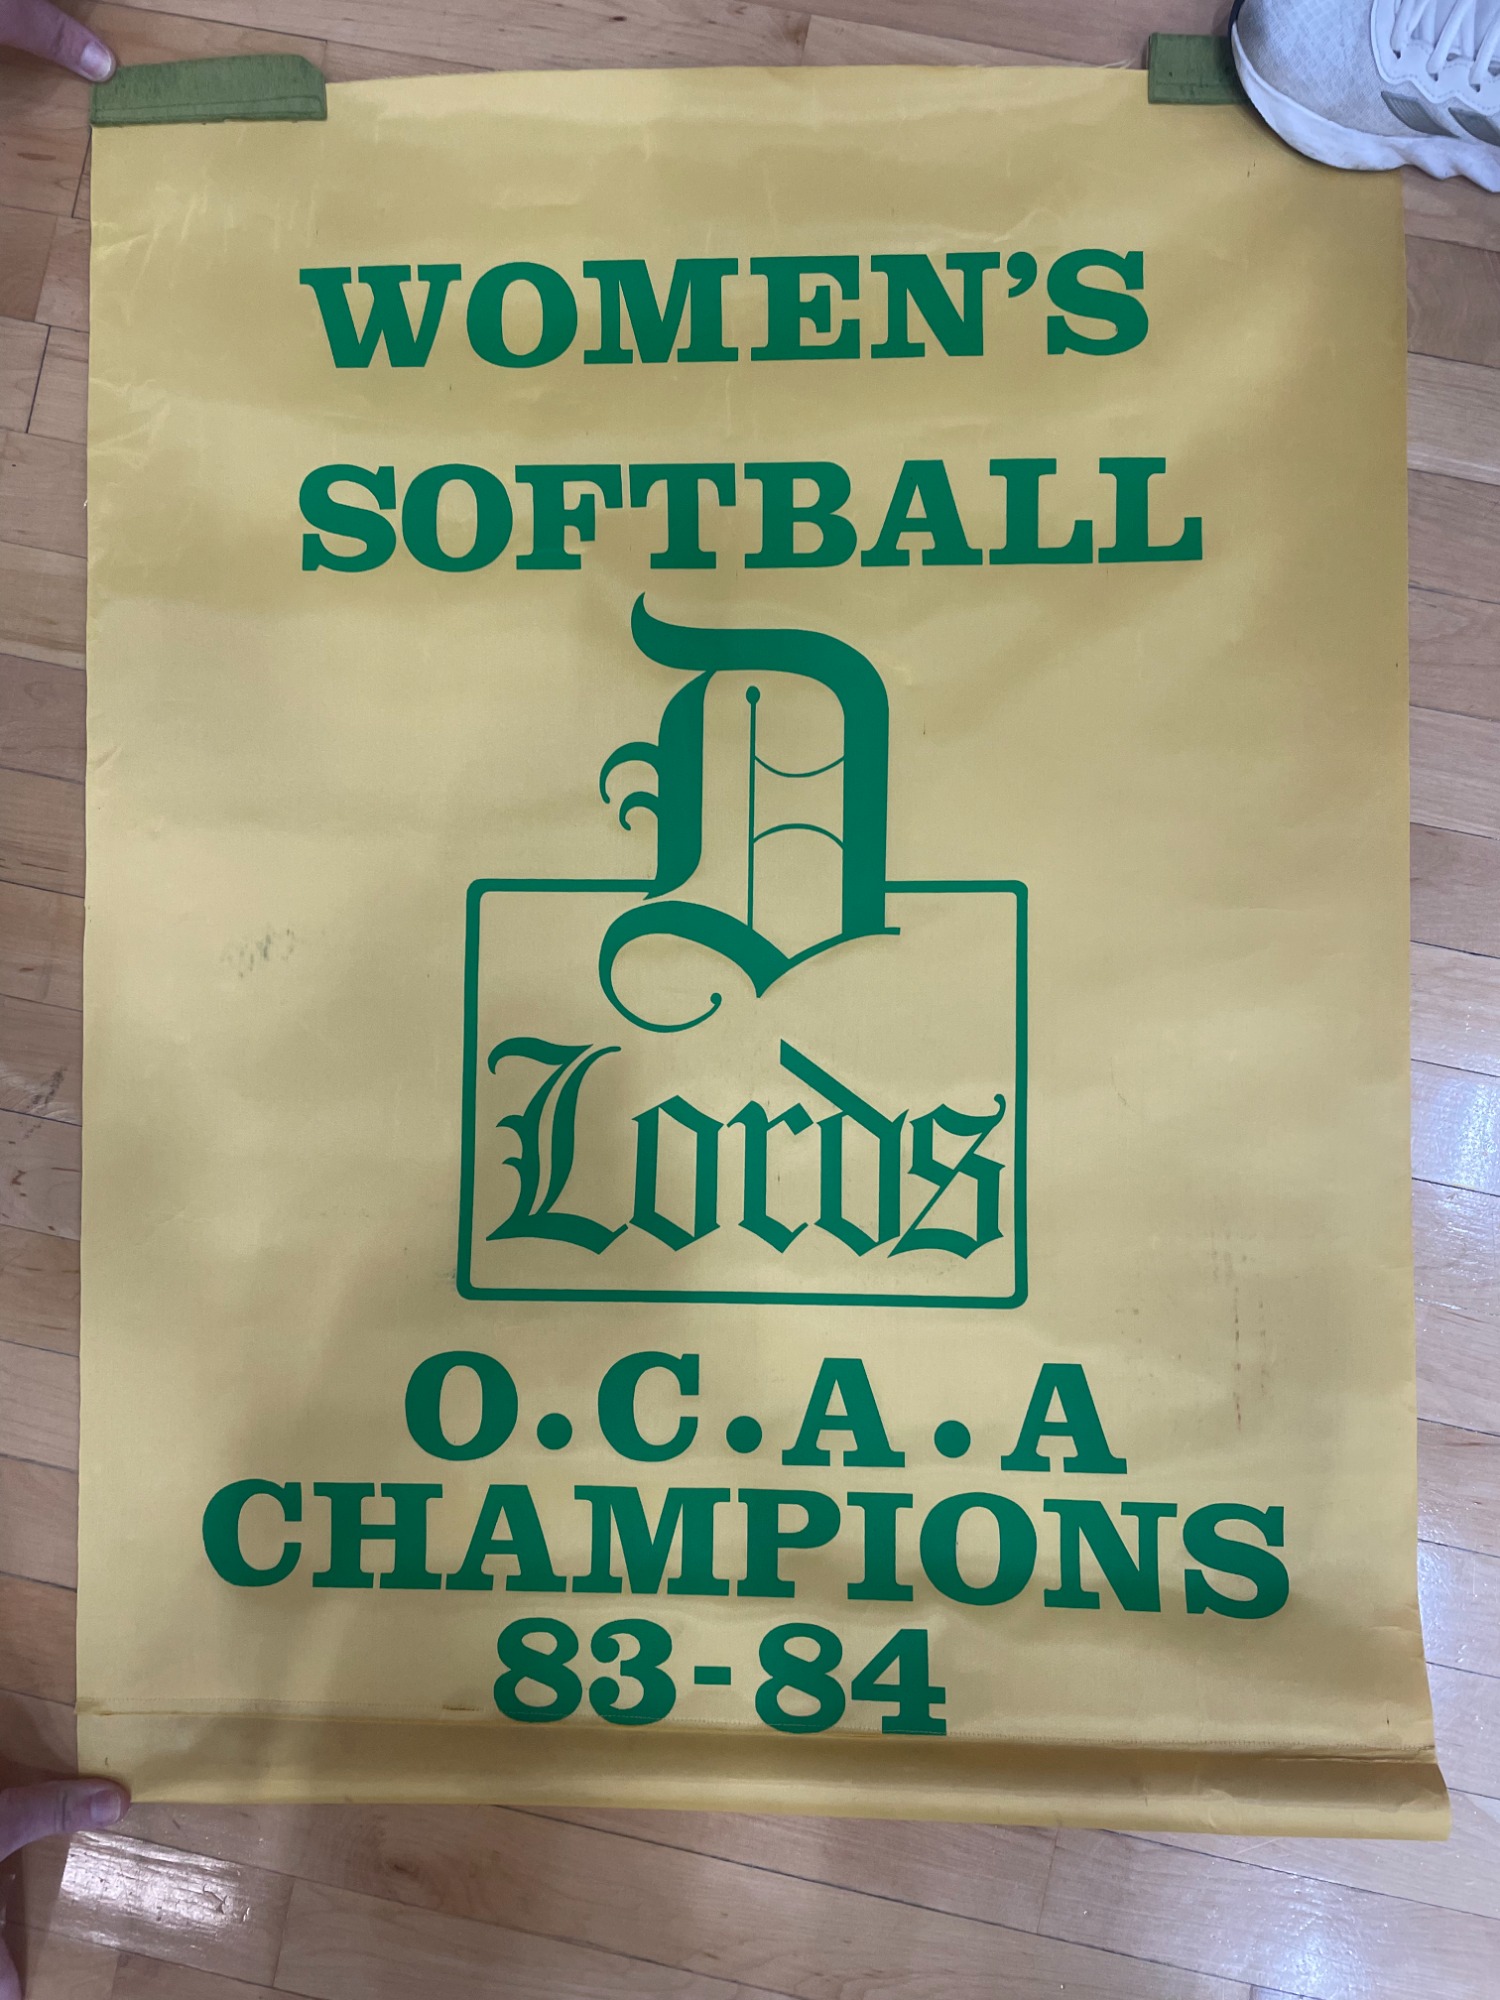 WOMEN'S
SOFTBALL
D
Lords
O.C.A.A
CHAMPIONS
83-84